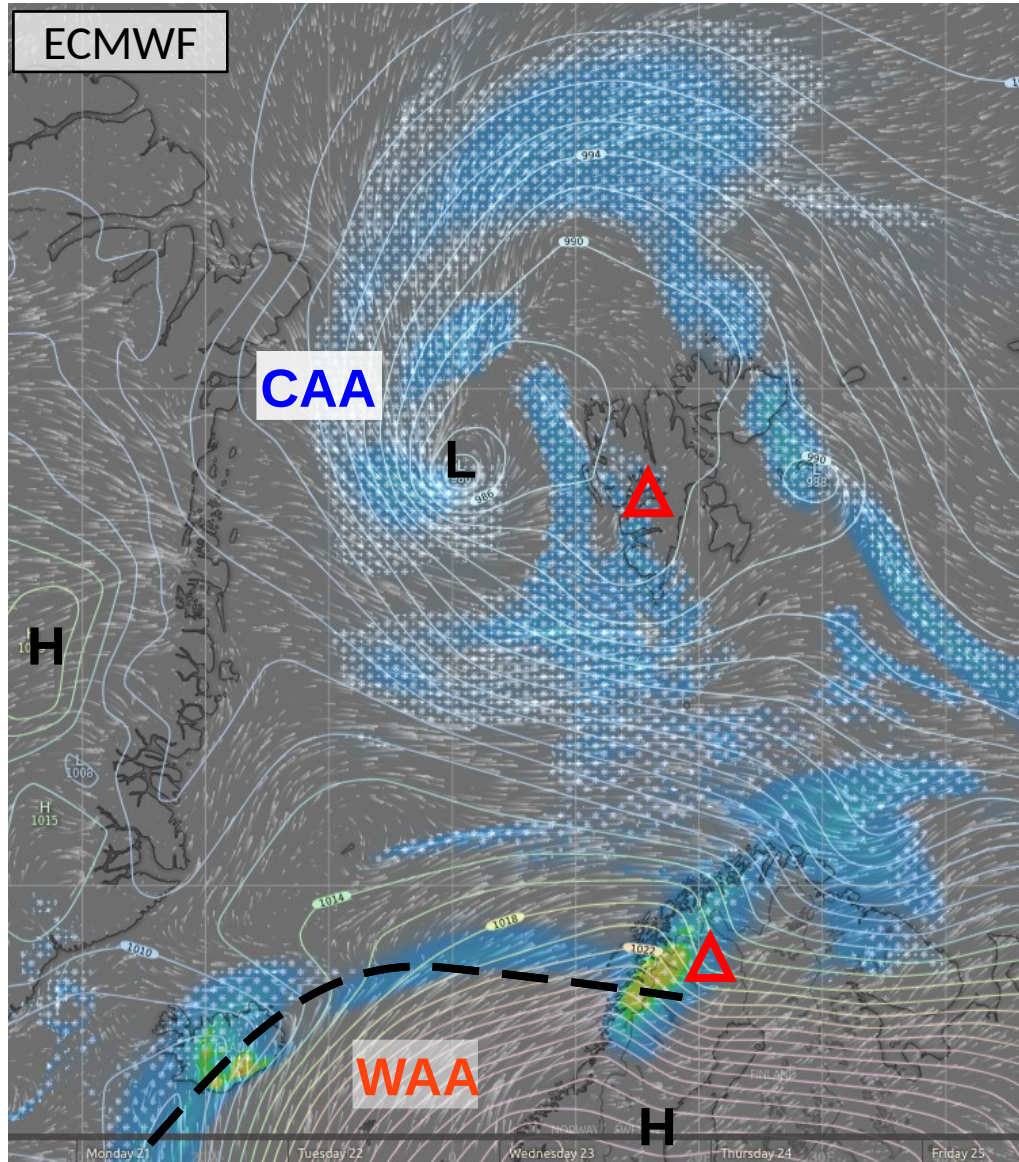 ECMWF
994
990
CAA
L
986
990
988
H
L
1008
H
1015
1014
1018
1010
1022
WAA
FINLAND
H
NORWAY
Monday 21
Tuesday 22
Wednesday 23
Thursday 24
Friday 25